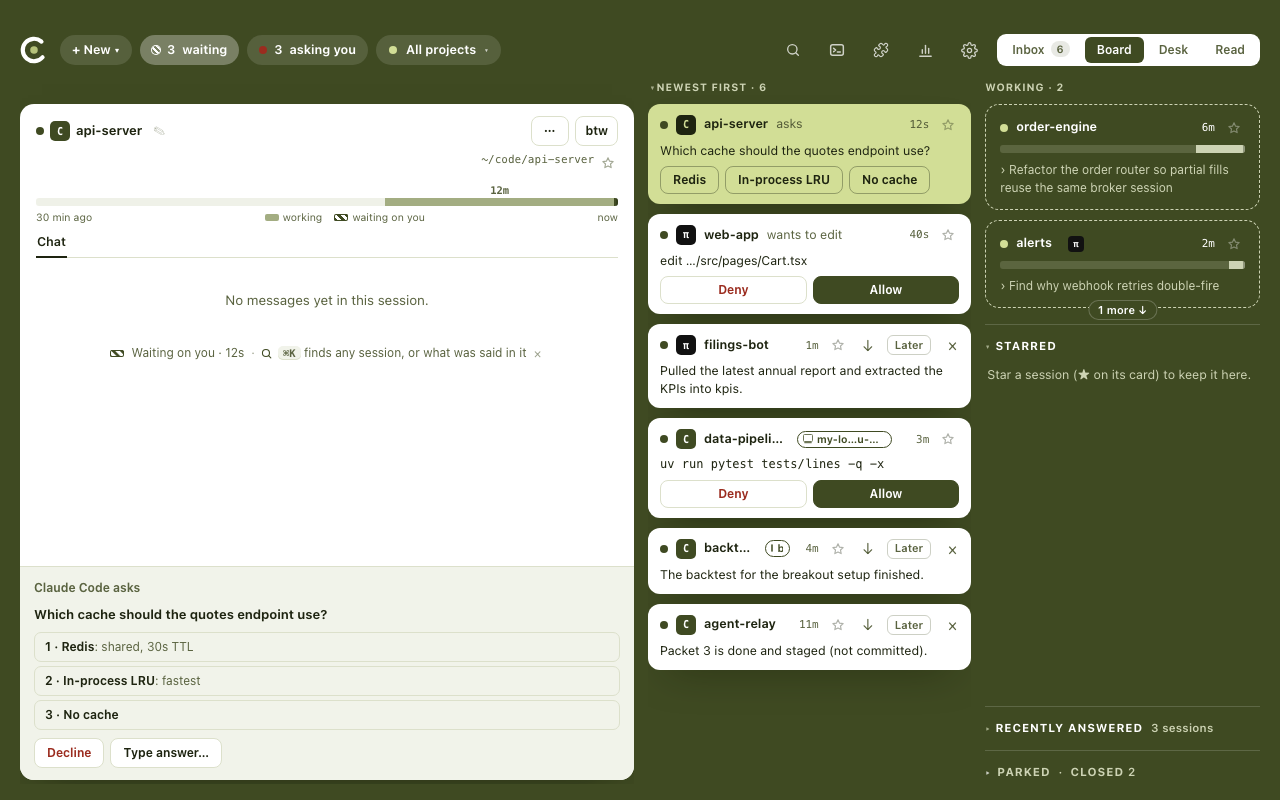 + New ▾
3 waiting
3 asking you
All projects
Inbox 6
Board
Desk
Read
C api-server
...
btw
~/code/api-server
12m
30 min ago
working
waiting on you
now
Chat
No messages yet in this session.
Waiting on you · 12s · ⌘K finds any session, or what was said in it ×
Claude Code asks
Which cache should the quotes endpoint use?
1 · Redis: shared, 30s TTL
2 · In-process LRU: fastest
3 · No cache
Decline
Type answer...
NEWEST FIRST · 6
C api-server asks 12s
Which cache should the quotes endpoint use?
Redis
In-process LRU
No cache
π web-app wants to edit 40s
edit .../src/pages/Cart.tsx
Deny
Allow
π filings-bot 1m ↓ Later ×
Pulled the latest annual report and extracted the
KPIs into kpis.
C data-pipeli... my-lo...u-... 3m
uv run pytest tests/lines -q -x
Deny
Allow
C backt... 4m ↓ Later ×
The backtest for the breakout setup finished.
C agent-relay 11m ↓ Later ×
Packet 3 is done and staged (not committed).
WORKING · 2
order-engine 6m
› Refactor the order router so partial fills
reuse the same broker session
alerts π 2m
› Find why webhook retries double-fire
1 more ↓
STARRED
Star a session (★ on its card) to keep it here.
RECENTLY ANSWERED 3 sessions
PARKED · CLOSED 2